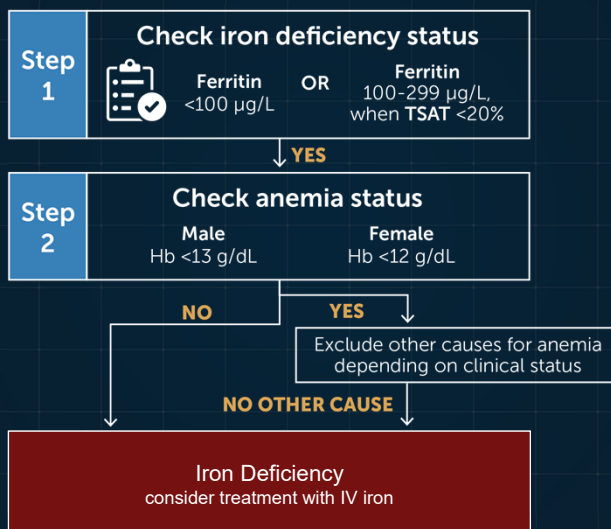 Step
1
Check iron deficiency status
Ferritin
<100 µg/L
OR
Ferritin
100-299 µg/L,
when TSAT <20%
YES
Step
2
Check anemia status
Male
Hb <13 g/dL
Female
Hb <12 g/dL
NO
YES
Exclude other causes for anemia
depending on clinical status
NO OTHER CAUSE
Iron Deficiency
consider treatment with IV iron